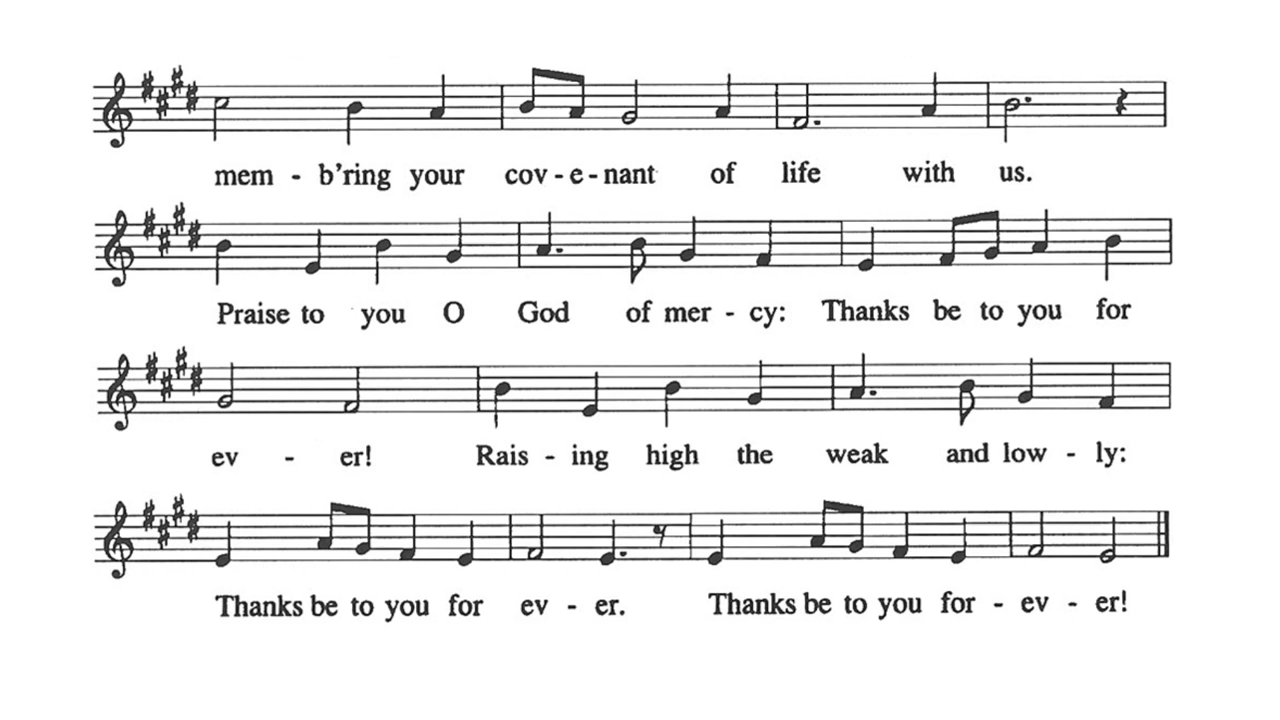 mem - b'ring your cov - e - nant of life with us.
Praise to you O God of mer - cy: Thanks be to you for
ev - er! Rais - ing high the weak and low - ly:
Thanks be to you for ev - er. Thanks be to you for - ev - er!